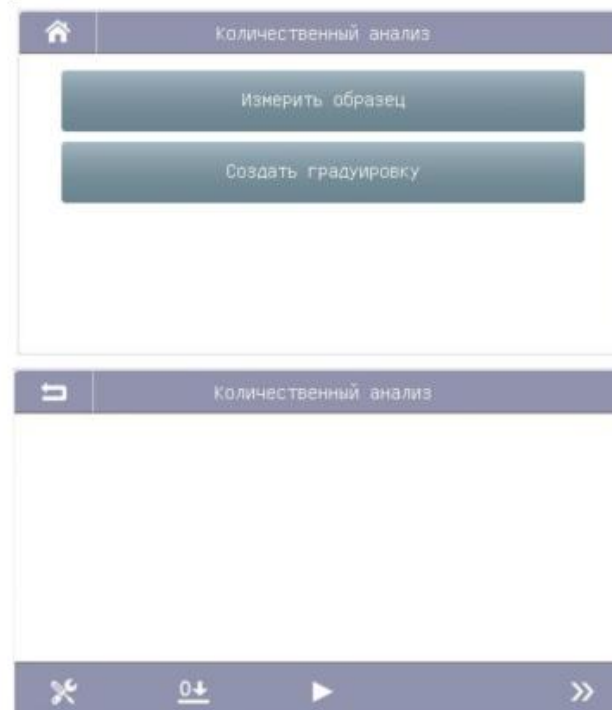 Количественный анализ
Измерить образец
Создать градуировку
Количественный анализ
0